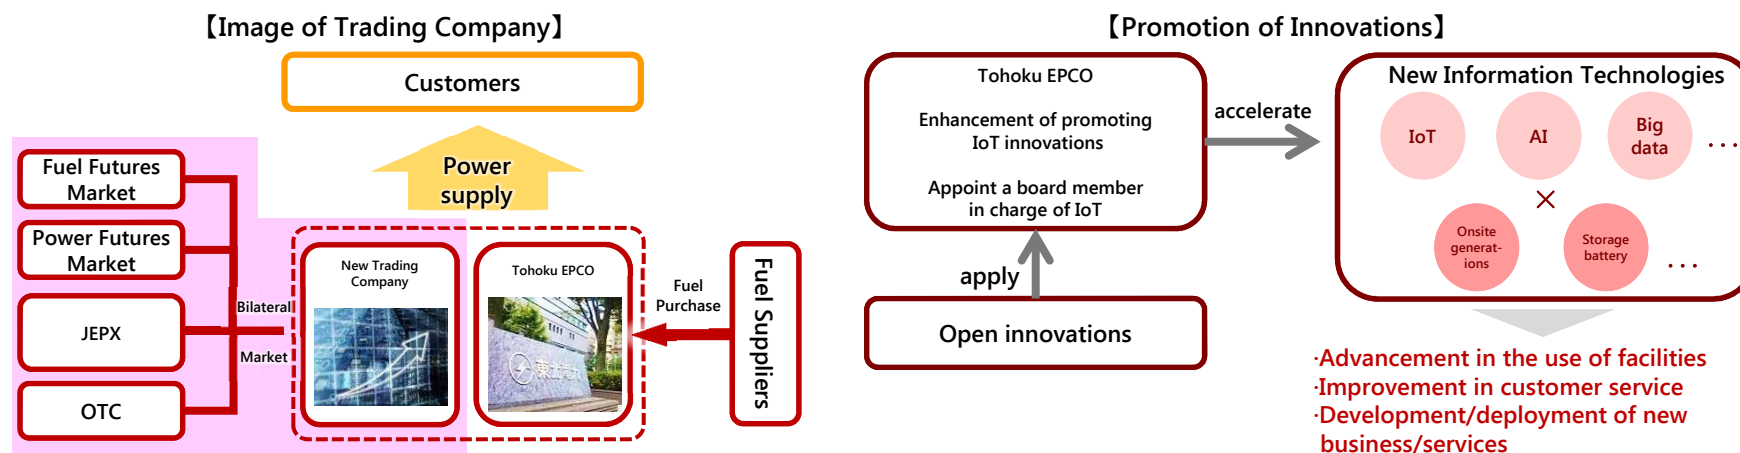 【Image of Trading Company】
Customers
Power
supply
Fuel Futures
Market
Power Futures
Market
JEPX
OTC
Bilateral
Market
New Trading
Company
Tohoku EPCO
Fuel
Purchase
Fuel Suppliers
【Promotion of Innovations】
Tohoku EPCO
Enhancement of promoting
IoT innovations
Appoint a board member
in charge of IoT
accelerate
apply
Open innovations
New Information Technologies
IoT
AI
Big
data
...
×
Onsite
generat-
ions
Storage
battery
...
·Advancement in the use of facilities
·Improvement in customer service
·Development/deployment of new
business/services